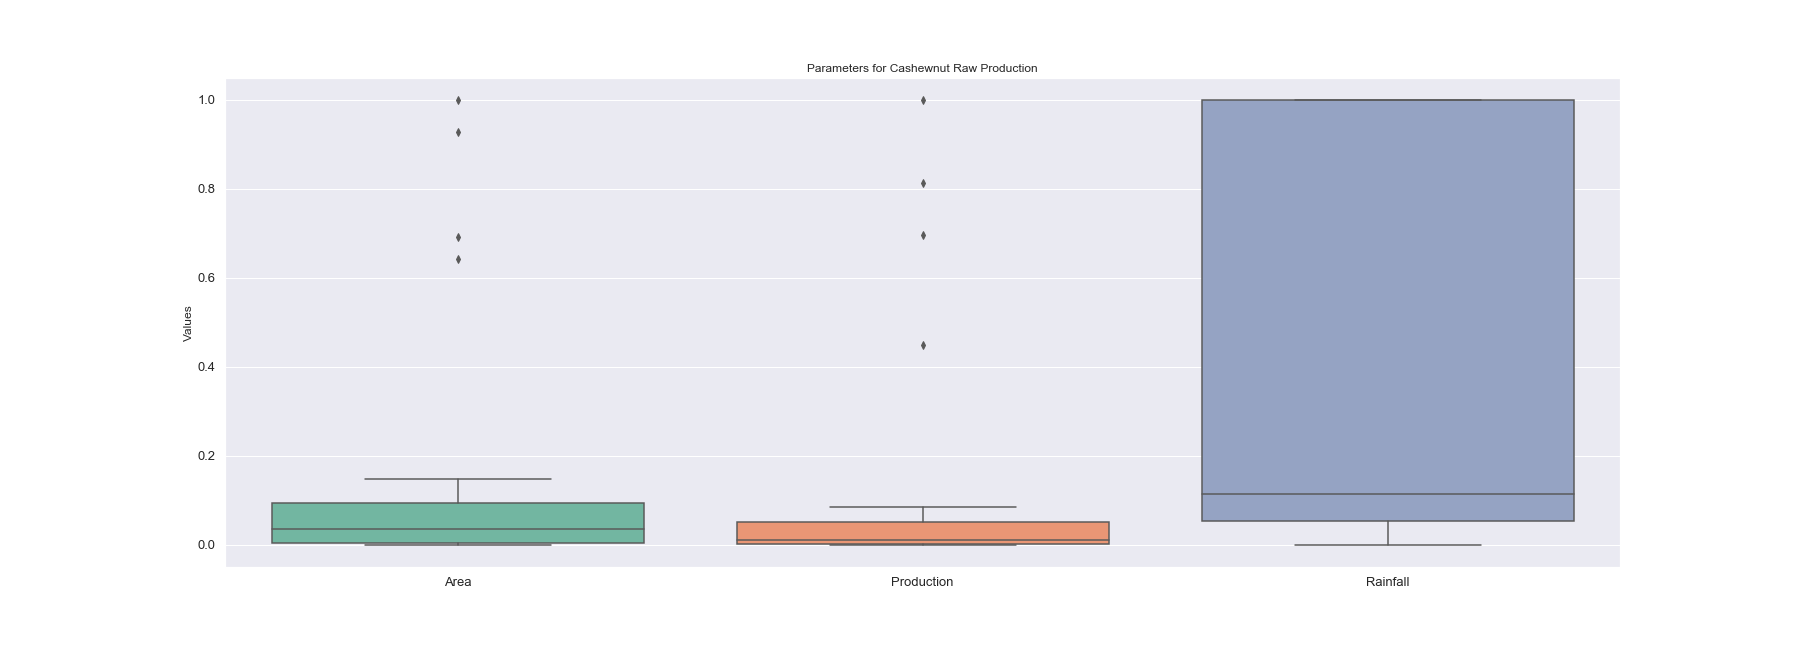 Parameters for Cashewnut Raw Production
1.0
0.8
0.6
0.4
0.2
0.0
Values
Area
Production
Rainfall